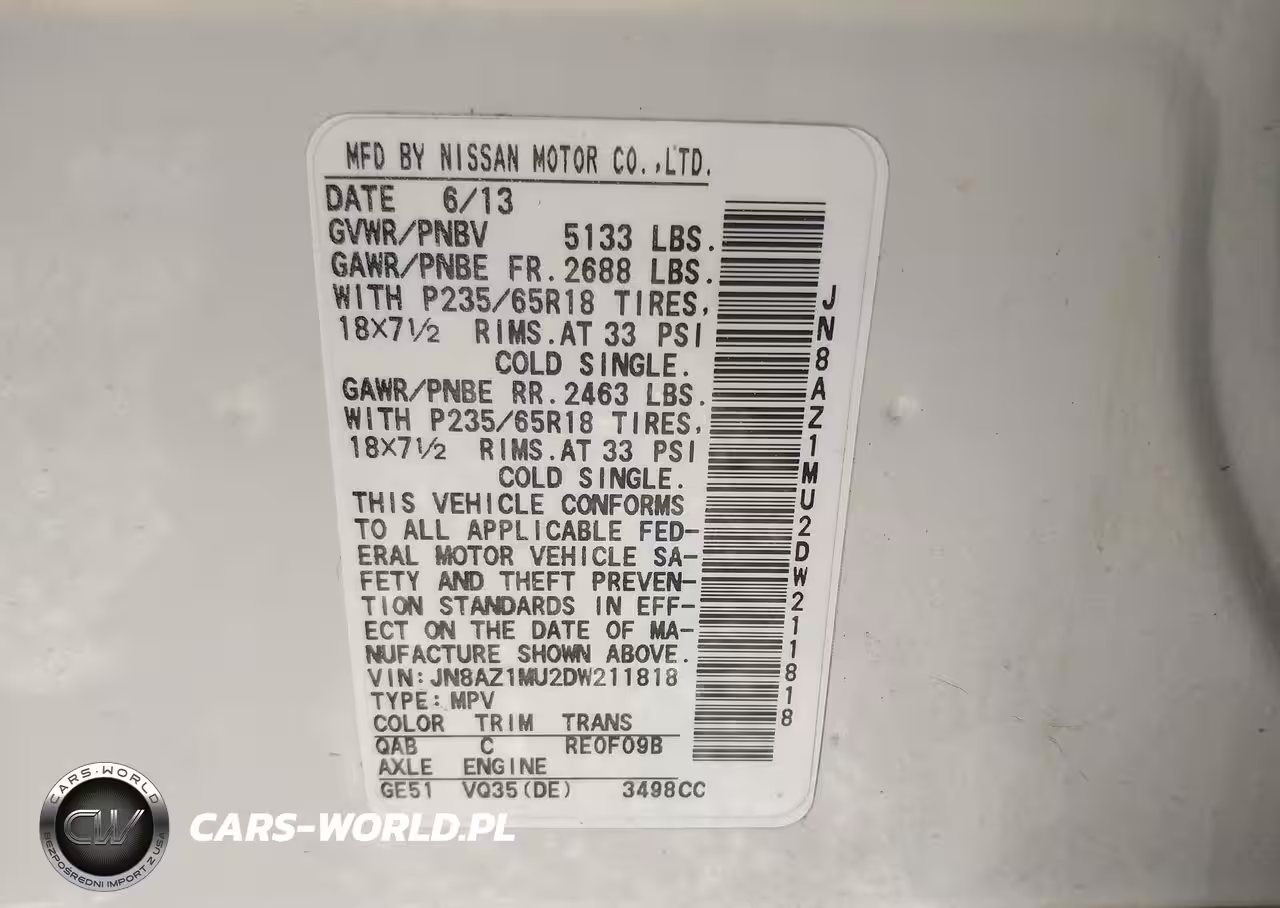 MFD BY NISSAN MOTOR CO.,LTD.
DATE 6/13
GVWR/PNBV 5133 LBS.
GAWR/PNBE FR. 2688 LBS.
WITH P235/65R18 TIRES,
18X7½ RIMS. AT 33 PSI
COLD SINGLE.
GAWR/PNBE RR. 2463 LBS.
WITH P235/65R18 TIRES,
18X7½ RIMS. AT 33 PSI
COLD SINGLE.
THIS VEHICLE CONFORMS
TO ALL APPLICABLE FED-
ERAL MOTOR VEHICLE SA-
FETY AND THEFT PREVEN-
TION STANDARDS IN EFF-
ECT ON THE DATE OF MA-
NUFACTURE SHOWN ABOVE.
VIN:JN8AZ1MU2DW211818
TYPE:MPV
COLOR TRIM TRANS
QAB C RE0F09B
AXLE ENGINE
GE51 VQ35(DE) 3498CC
JN8AZ1MU2DW211818
CARS-WORLD
CW
BEZPOŚREDNI IMPORT Z USA
CARS-WORLD.PL